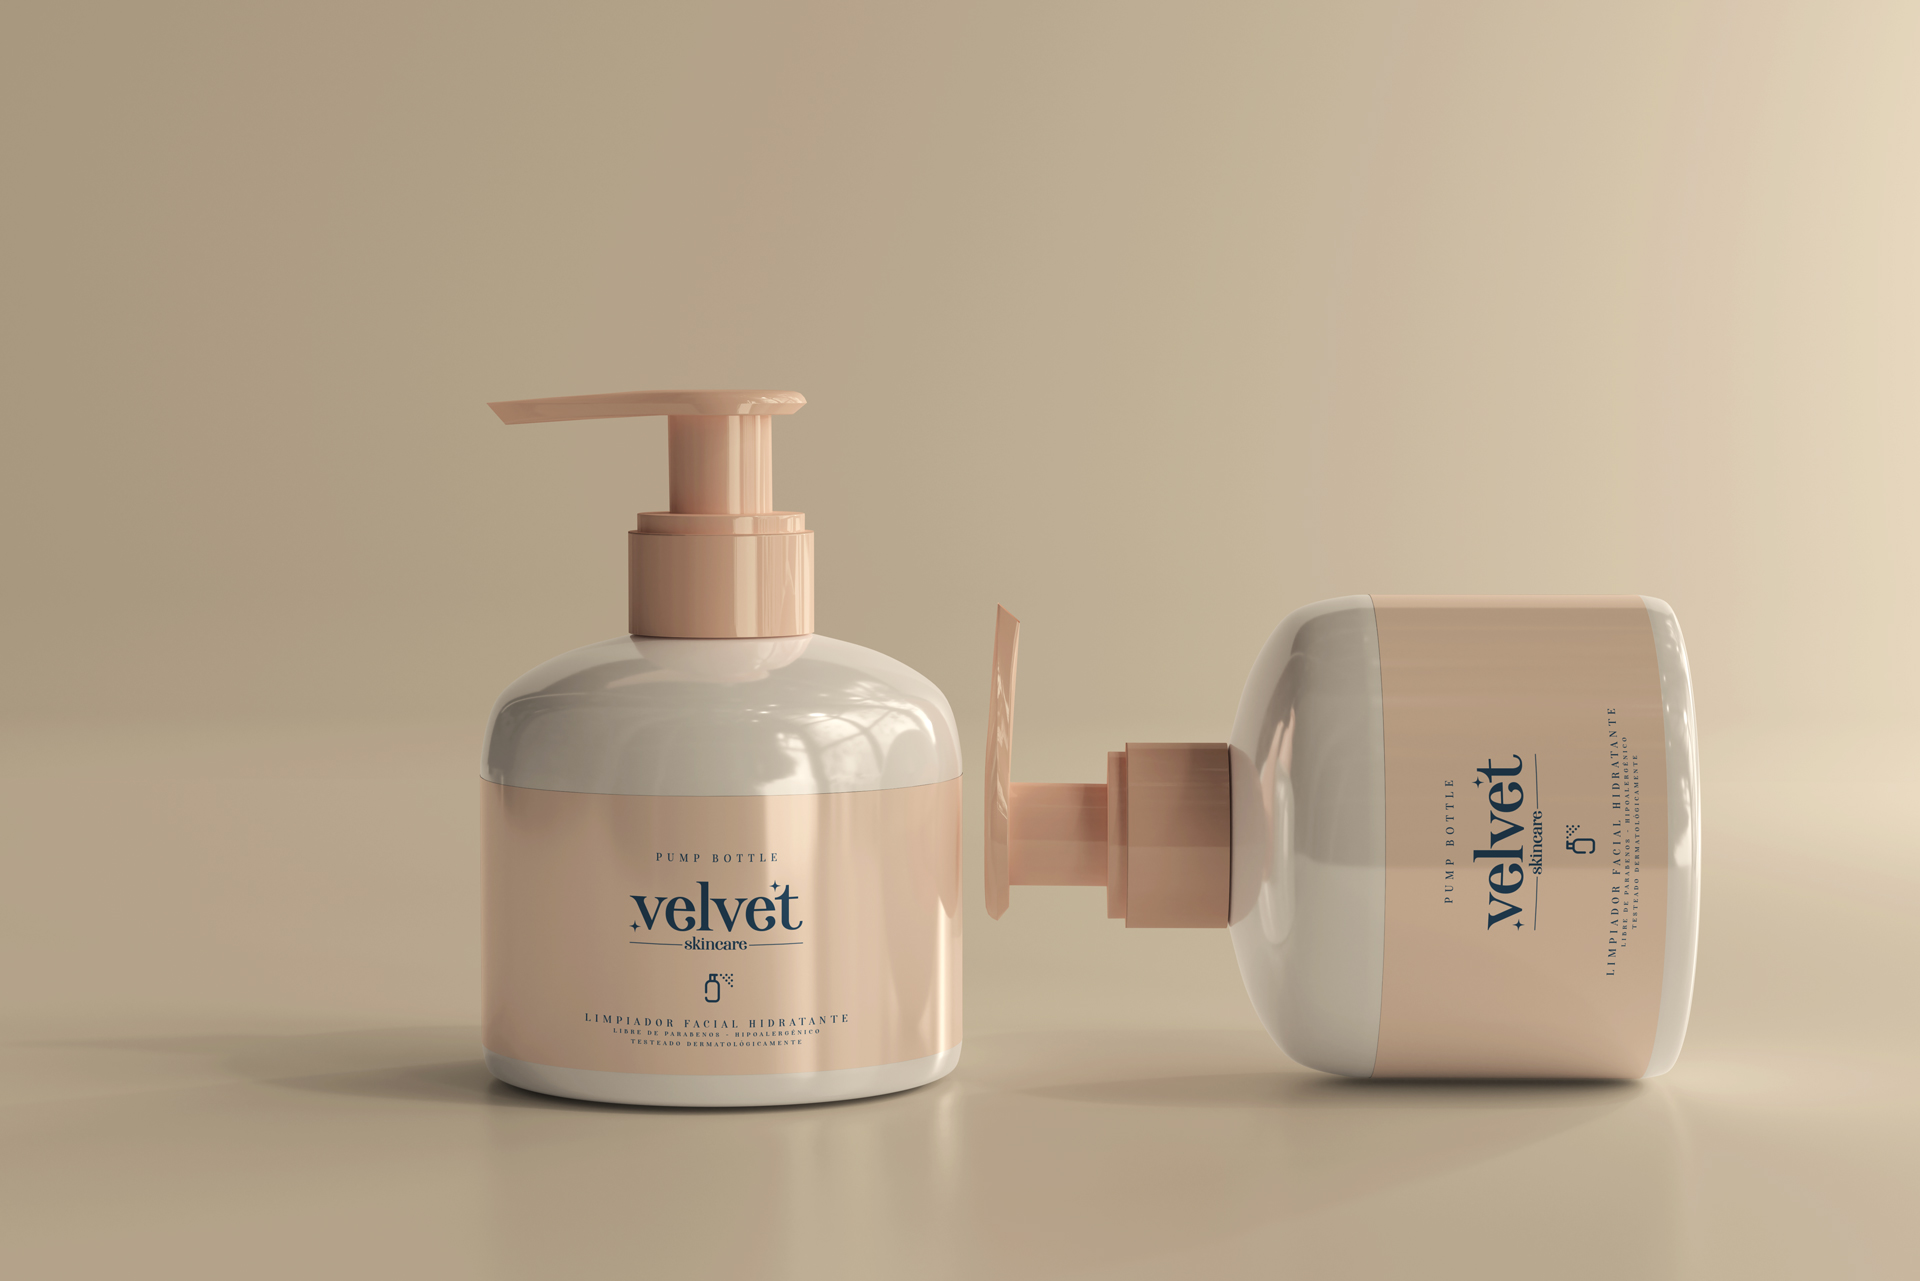 PUMP BOTTLE
velvet
skincare
LIMPIADOR FACIAL HIDRATANTE
LIBRE DE PARABENOS - HIPOALERGÉNICO
TESTEADO DERMATOLÓGICAMENTE
PUMP BOTTLE
velvet
skincare
LIMPIADOR FACIAL HIDRATANTE
LIBRE DE PARABENOS - HIPOALERGÉNICO
TESTEADO DERMATOLÓGICAMENTE